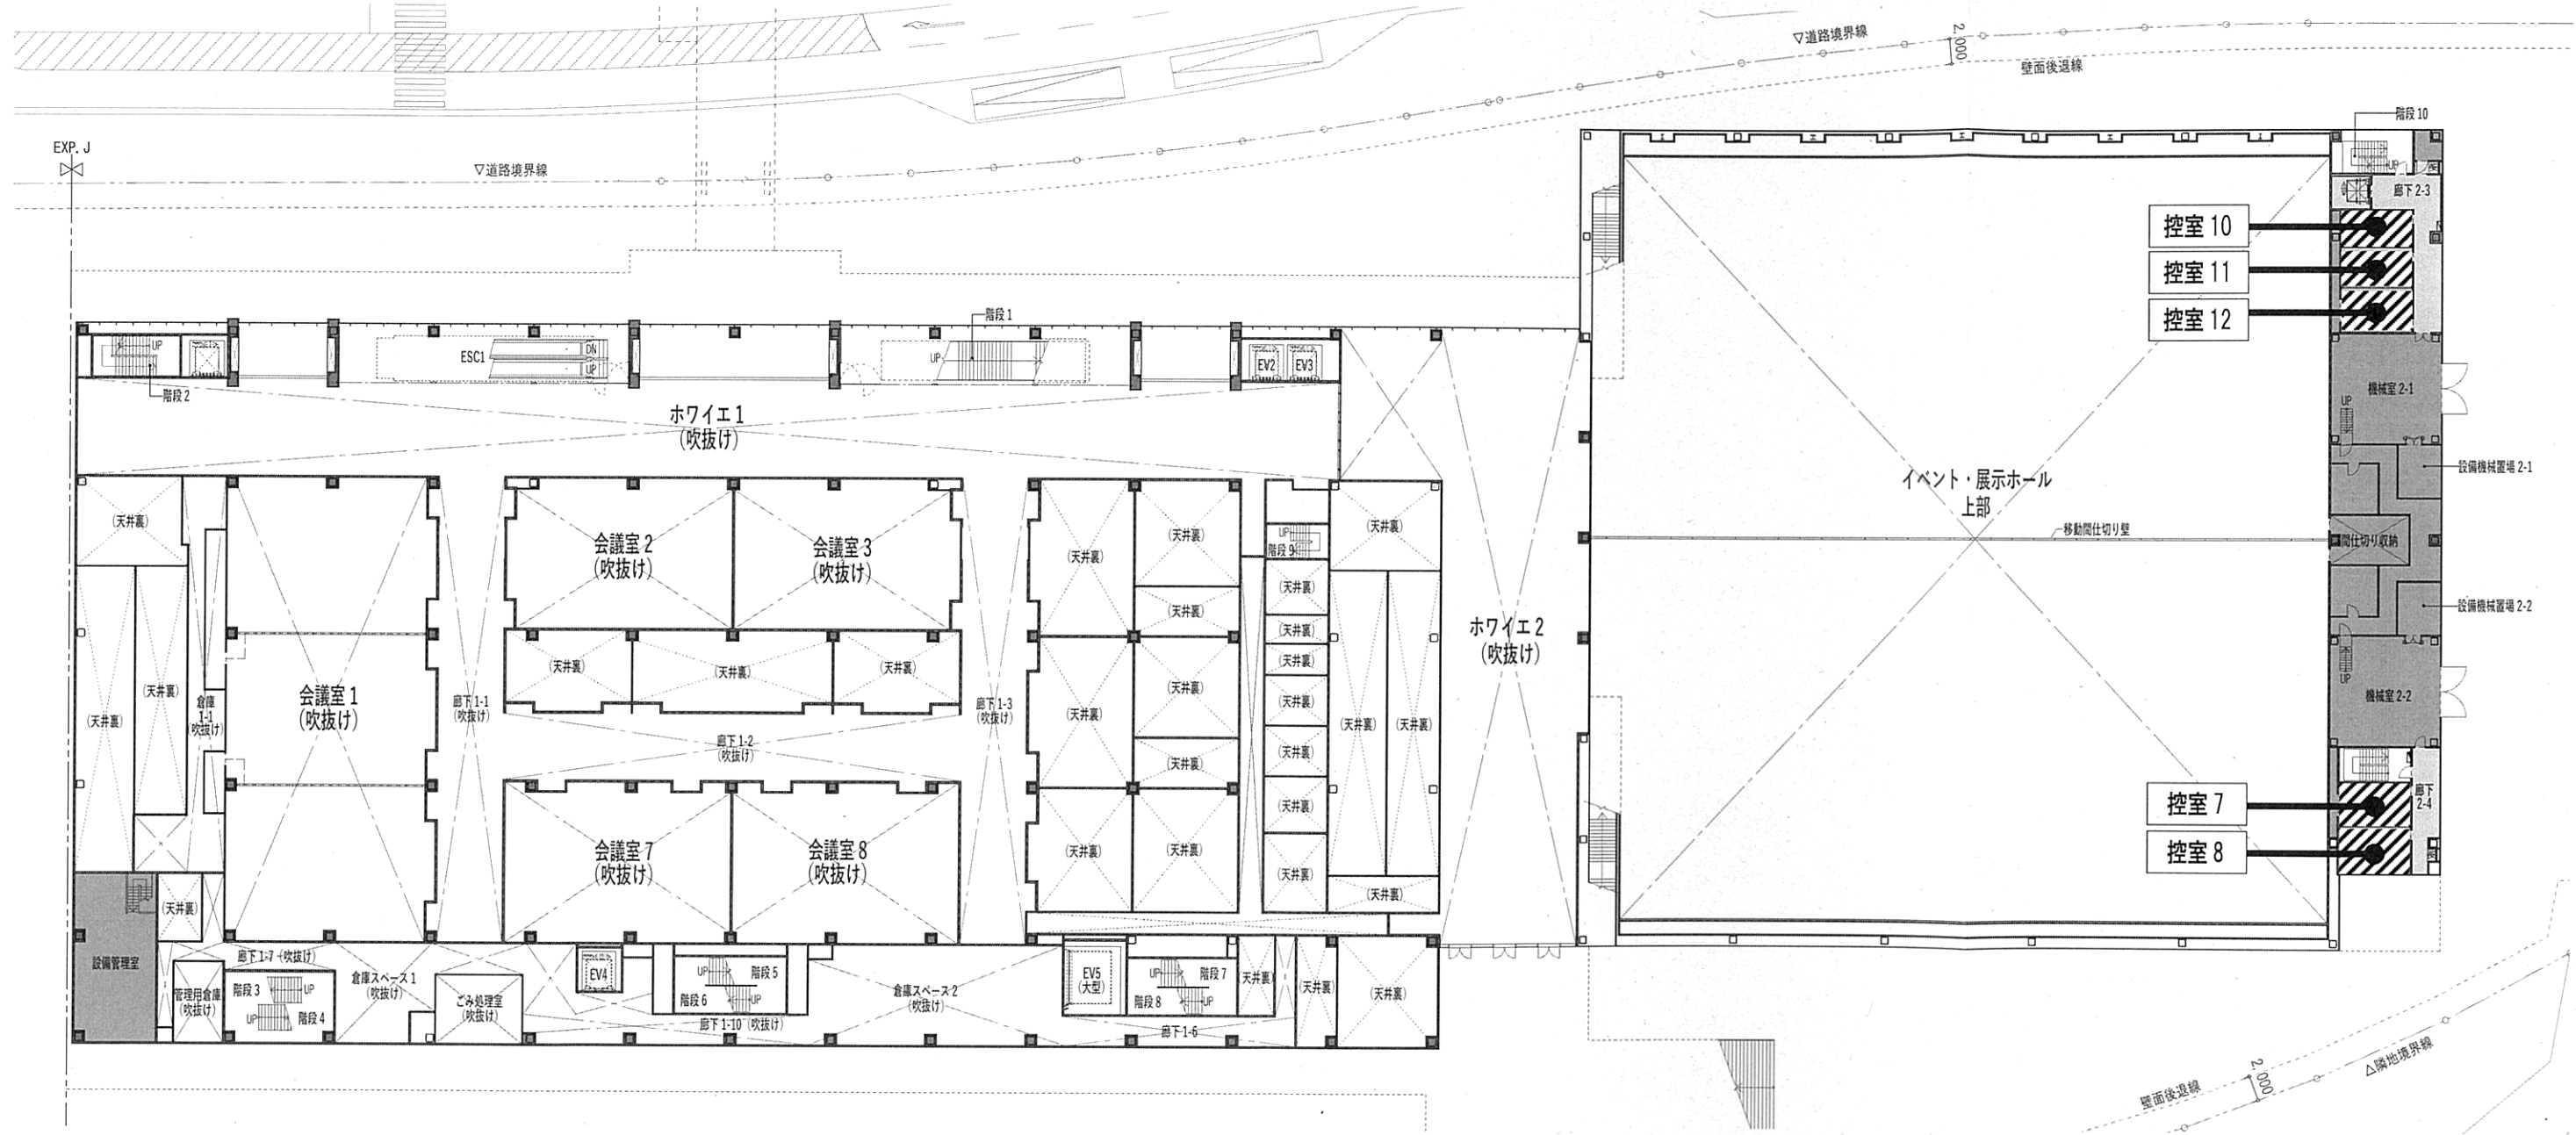 ▽道路境界線
2,000
壁面後退線
EXP. J
▽道路境界線
階段 10
UP
廊下 2-3
控室 10
控室 11
控室 12
階段 1
UP
ESC1
DN
UP
UP
階段 2
EV2
EV3
ホワイエ 1
(吹抜け)
機械室 2-1
UP
設備機械置場 2-1
イベント・展示ホール
上部
移動間仕切り壁
間仕切り収納
設備機械置場 2-2
機械室 2-2
UP
(天井裏)
会議室 2
(吹抜け)
会議室 3
(吹抜け)
(天井裏)
(天井裏)
(天井裏)
UP
階段 9
(天井裏)
(天井裏)
(天井裏)
(天井裏)
ホワイエ 2
(吹抜け)
(天井裏)
(天井裏)
倉庫
1-1
(吹抜け)
会議室 1
(吹抜け)
廊下 1-1
(吹抜け)
(天井裏)
(天井裏)
(天井裏)
廊下 1-3
(吹抜け)
廊下 1-2
(吹抜け)
(天井裏)
(天井裏)
(天井裏)
(天井裏)
(天井裏)
(天井裏)
(天井裏)
(天井裏)
会議室 7
(吹抜け)
会議室 8
(吹抜け)
(天井裏)
(天井裏)
(天井裏)
(天井裏)
(天井裏)
控室 7
控室 8
廊下
2-4
設備管理室
(天井裏)
廊下 1-7 (吹抜け)
管理用倉庫
(吹抜け)
階段 3
UP
UP
階段 4
倉庫スペース 1
(吹抜け)
ごみ処理室
(吹抜け)
EV4
UP
階段 5
階段 6
UP
廊下 1-10 (吹抜け)
倉庫スペース 2
(吹抜け)
EV5
(大型)
UP
階段 7
階段 8
UP
廊下 1-6
(天井裏)
(天井裏)
(天井裏)
壁面後退線
2,000
△隣地境界線